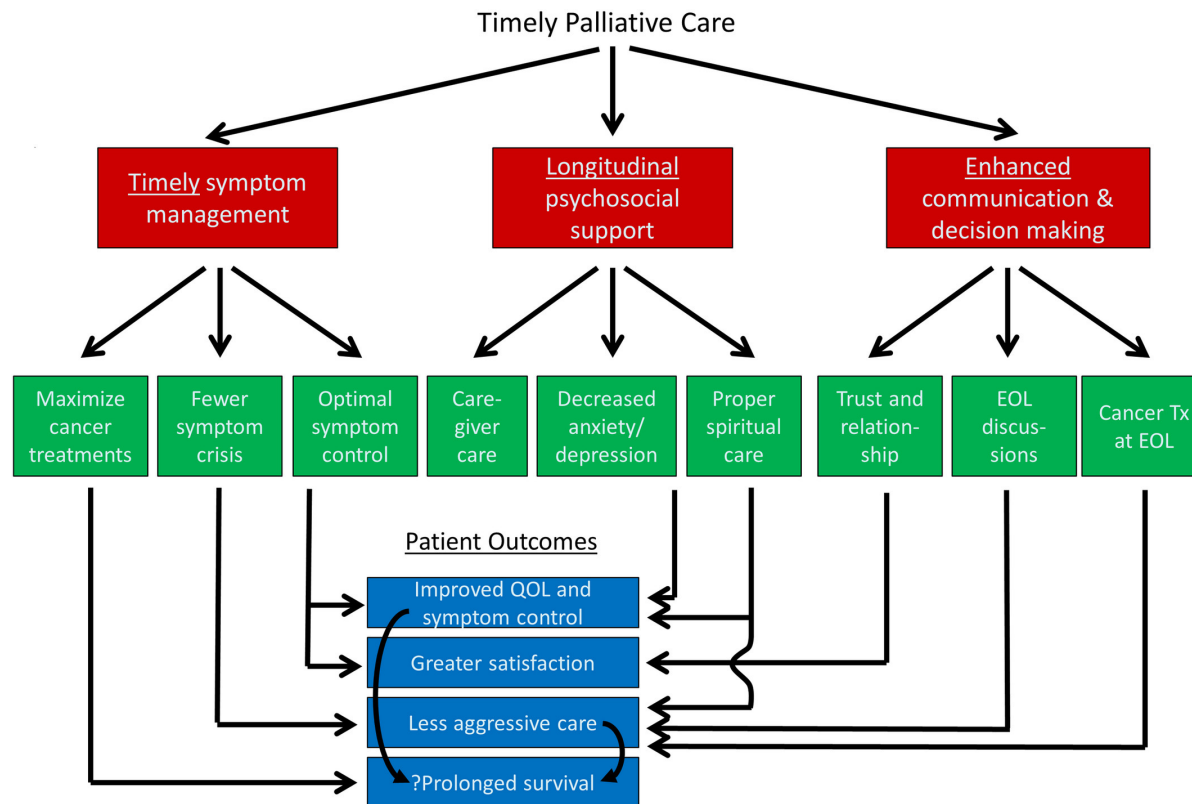 Timely Palliative Care
Timely symptom
management
Longitudinal
psychosocial
support
Enhanced
communication &
decision making
Maximize
cancer
treatments
Fewer
symptom
crisis
Optimal
symptom
control
Care-
giver
care
Decreased
anxiety/
depression
Proper
spiritual
care
Trust and
relation-
ship
EOL
discus-
sions
Cancer Tx
at EOL
Patient Outcomes
Improved QOL and
symptom control
Greater satisfaction
Less aggressive care
?Prolonged survival